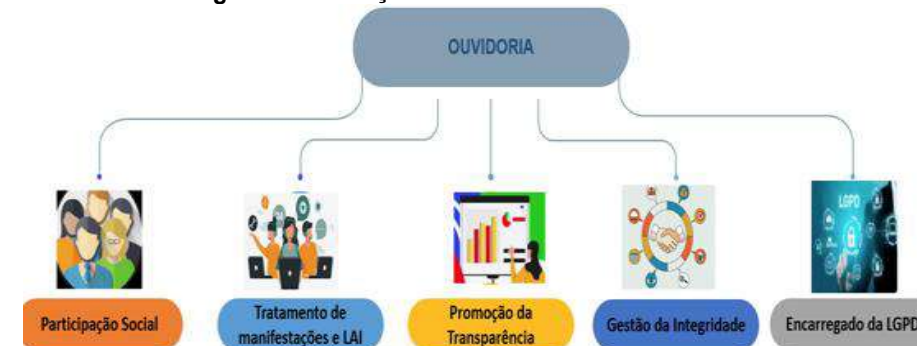 OUVIDORIA
LGPD
Participação Social
Tratamento de
manifestações e LAI
Promoção da
Transparência
Gestão da Integridade
Encarregado da LGPD